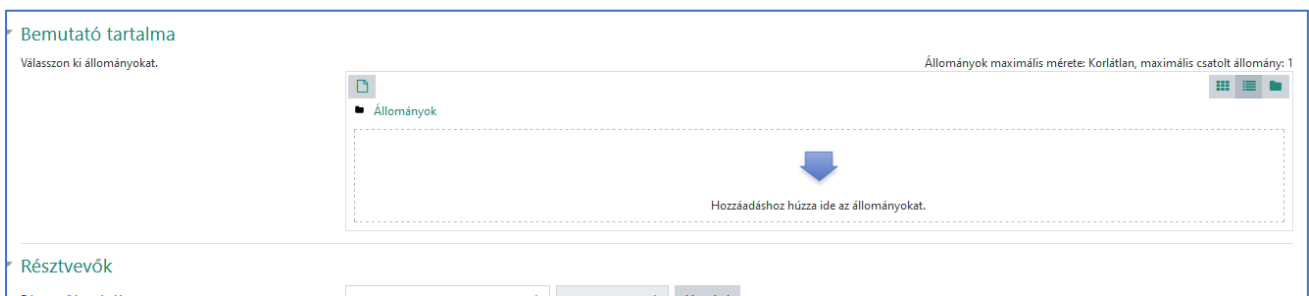 Bemutató tartalma
Válasszon ki állományokat.
Állományok maximális mérete: Korlátlan, maximális csatolt állomány: 1
Állományok
Hozzáadáshoz húzza ide az állományokat.
Résztvevők